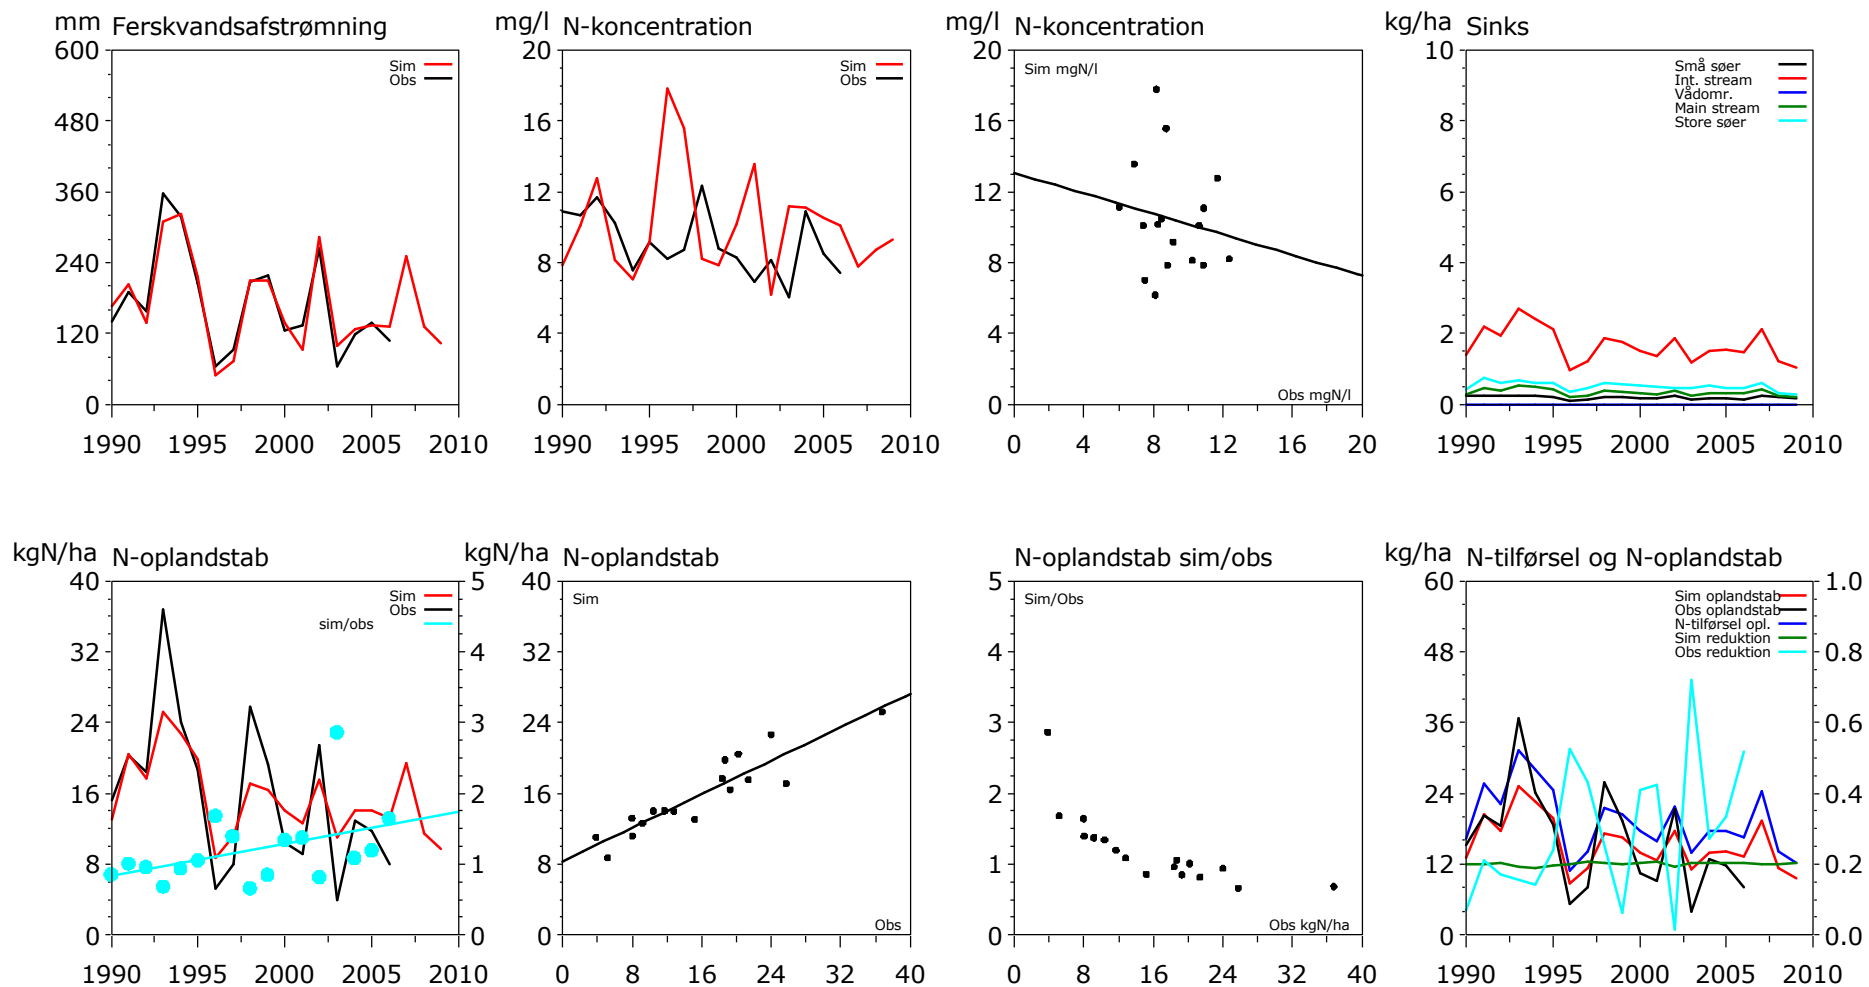 mm Ferskvandsafstrømning
600
480
360
240
120
0
1990 1995 2000 2005 2010
Sim
Obs
mg/l N-koncentration
20
16
12
8
4
0
1990 1995 2000 2005 2010
Sim
Obs
mg/l N-koncentration
20
16
12
8
4
0
0 4 8 12 16 20
Sim mgN/l
Obs mgN/l
kg/ha Sinks
10
8
6
4
2
0
1990 1995 2000 2005 2010
Små søer
Int. stream
Vådomr.
Main stream
Store søer
kgN/ha N-oplandstab
40
32
24
16
8
0
5
4
3
2
1
0
1990 1995 2000 2005 2010
Sim
Obs
sim/obs
kgN/ha N-oplandstab
40
32
24
16
8
0
0 8 16 24 32 40
Sim
Obs
N-oplandstab sim/obs
5
4
3
2
1
0
0 8 16 24 32 40
Sim/Obs
Obs kgN/ha
kg/ha N-tilførsel og N-oplandstab
60
48
36
24
12
0
1.0
0.8
0.6
0.4
0.2
0.0
1990 1995 2000 2005 2010
Sim oplandstab
Obs oplandstab
N-tilførsel opl.
Sim reduktion
Obs reduktion